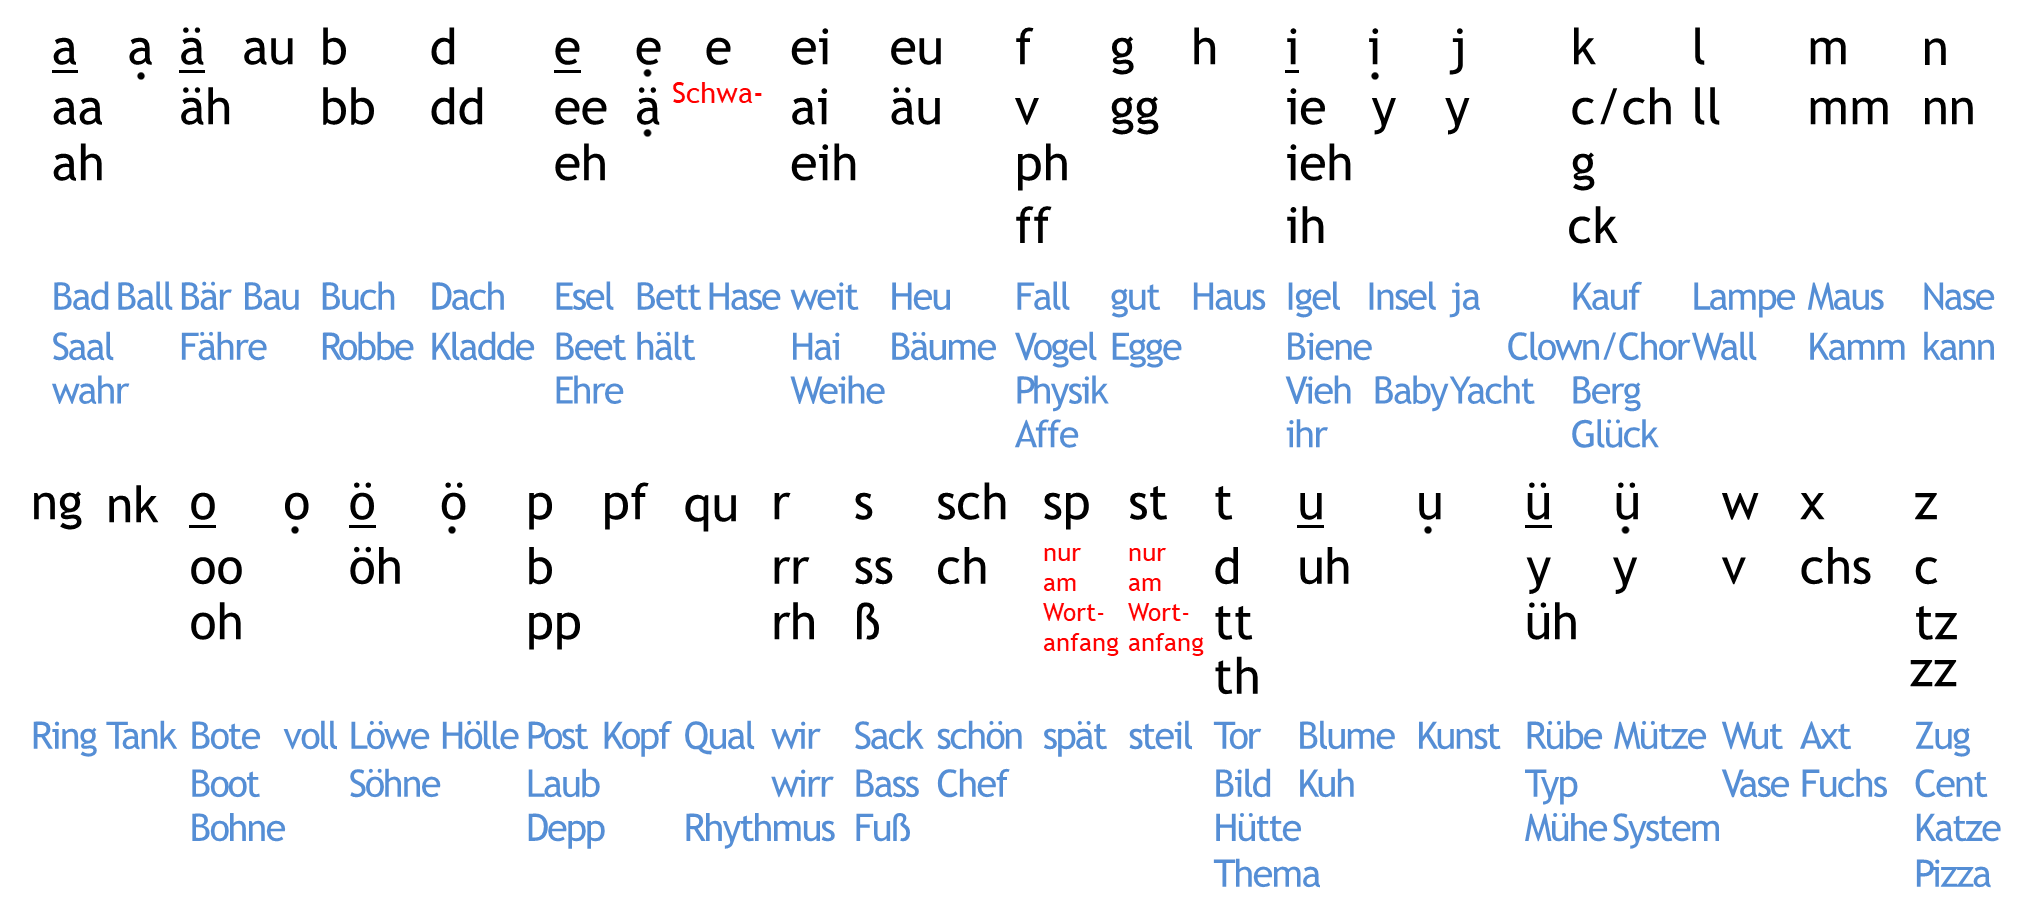 a ạ ä au b d e ẹ e ei eu f g h i ị j k l m n
aa äh bb dd ee ạ̈ Schwa- ai äu v gg ie y y c/ch ll mm nn
ah eh eih ph ieh g
ff ih ck
Bad Ball Bär Bau Buch Dach Esel Bett Hase weit Heu Fall gut Haus Igel Insel ja Kauf Lampe Maus Nase
Saal Fähre Robbe Kladde Beet hält Hai Bäume Vogel Egge Biene Clown/Chor Wall Kamm kann
wahr Ehre Weihe Physik Vieh Baby Yacht Berg
Affe ihr Glück
ng nk o ọ ö ọ̈ p pf qu r s sch sp st t u ụ ü ụ̈ w x z
oo öh b rr ss ch nur nur d uh y y v chs c
am am
oh pp rh ß Wort- Wort- tt üh tz
anfang anfang
th zz
Ring Tank Bote voll Löwe Hölle Post Kopf Qual wir Sack schön spät steil Tor Blume Kunst Rübe Mütze Wut Axt Zug
Boot Söhne Laub wirr Bass Chef Bild Kuh Typ Vase Fuchs Cent
Bohne Depp Rhythmus Fuß Hütte Mühe System Katze
Thema Pizza